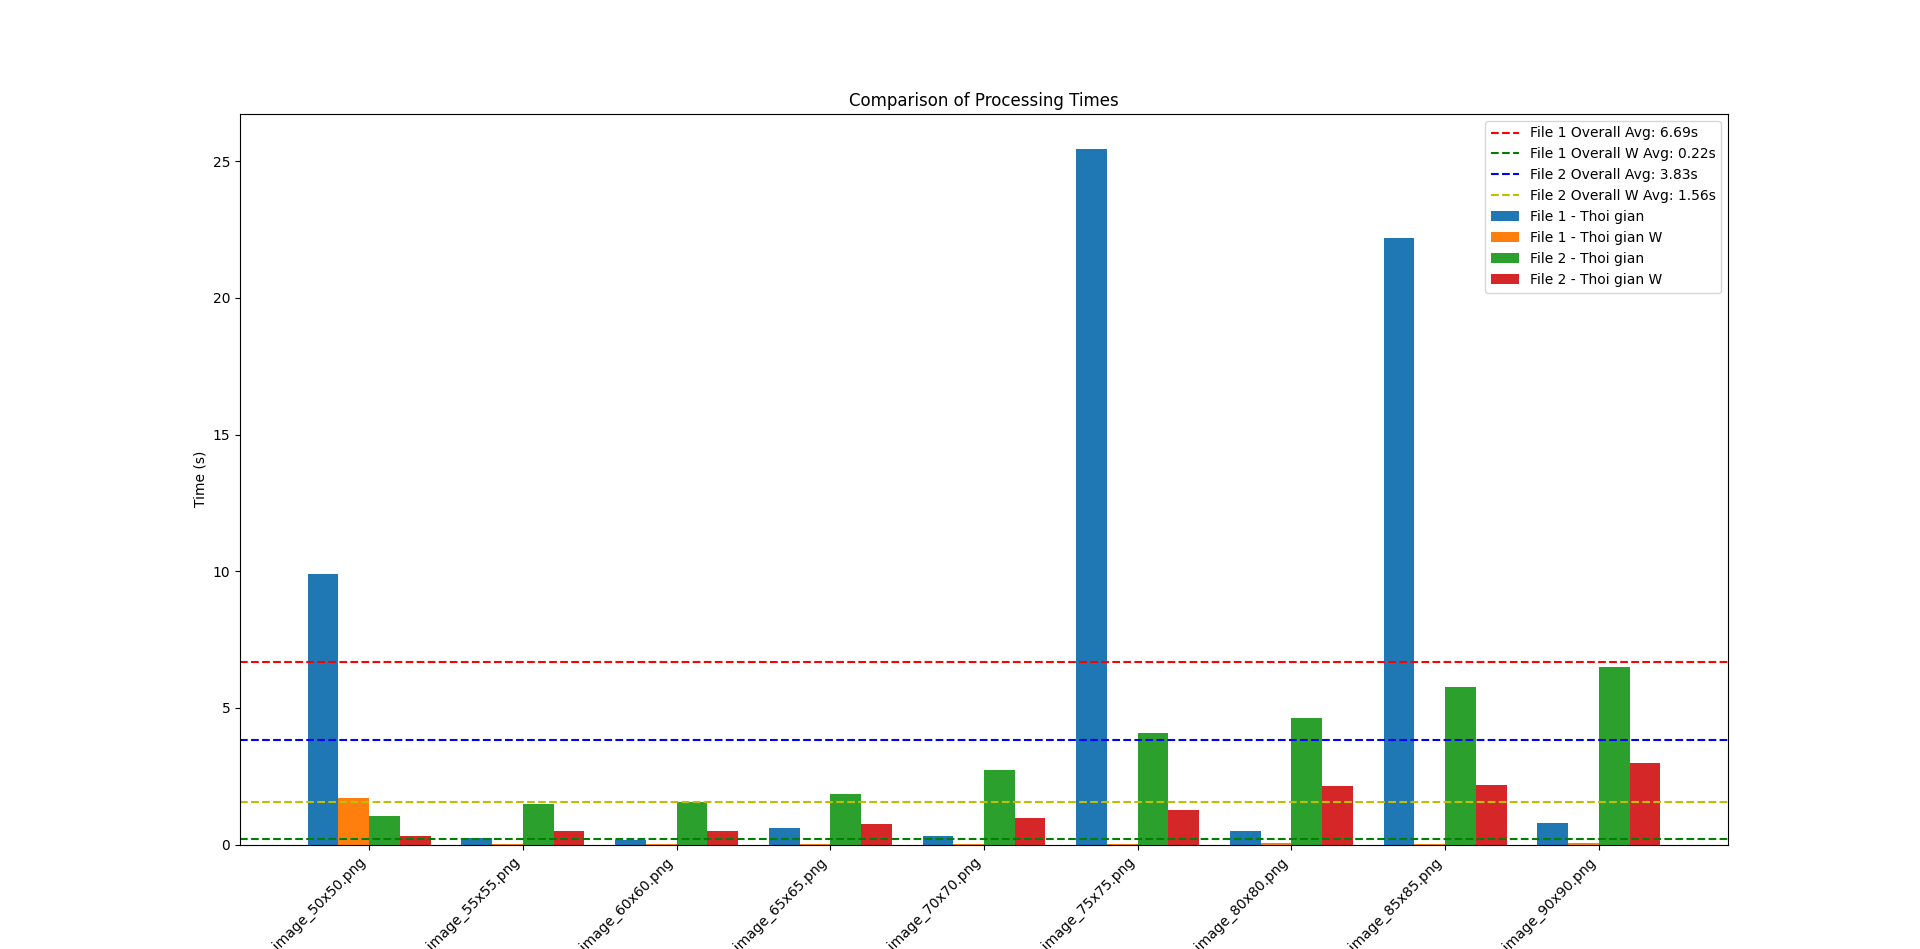 Comparison of Processing Times
File 1 Overall Avg: 6.69s
File 1 Overall W Avg: 0.22s
File 2 Overall Avg: 3.83s
File 2 Overall W Avg: 1.56s
File 1 - Thoi gian
File 1 - Thoi gian W
File 2 - Thoi gian
File 2 - Thoi gian W
Time (s)
25
20
15
10
5
0
image_50x50.png
image_55x55.png
image_60x60.png
image_65x65.png
image_70x70.png
image_75x75.png
image_80x80.png
image_85x85.png
image_90x90.png